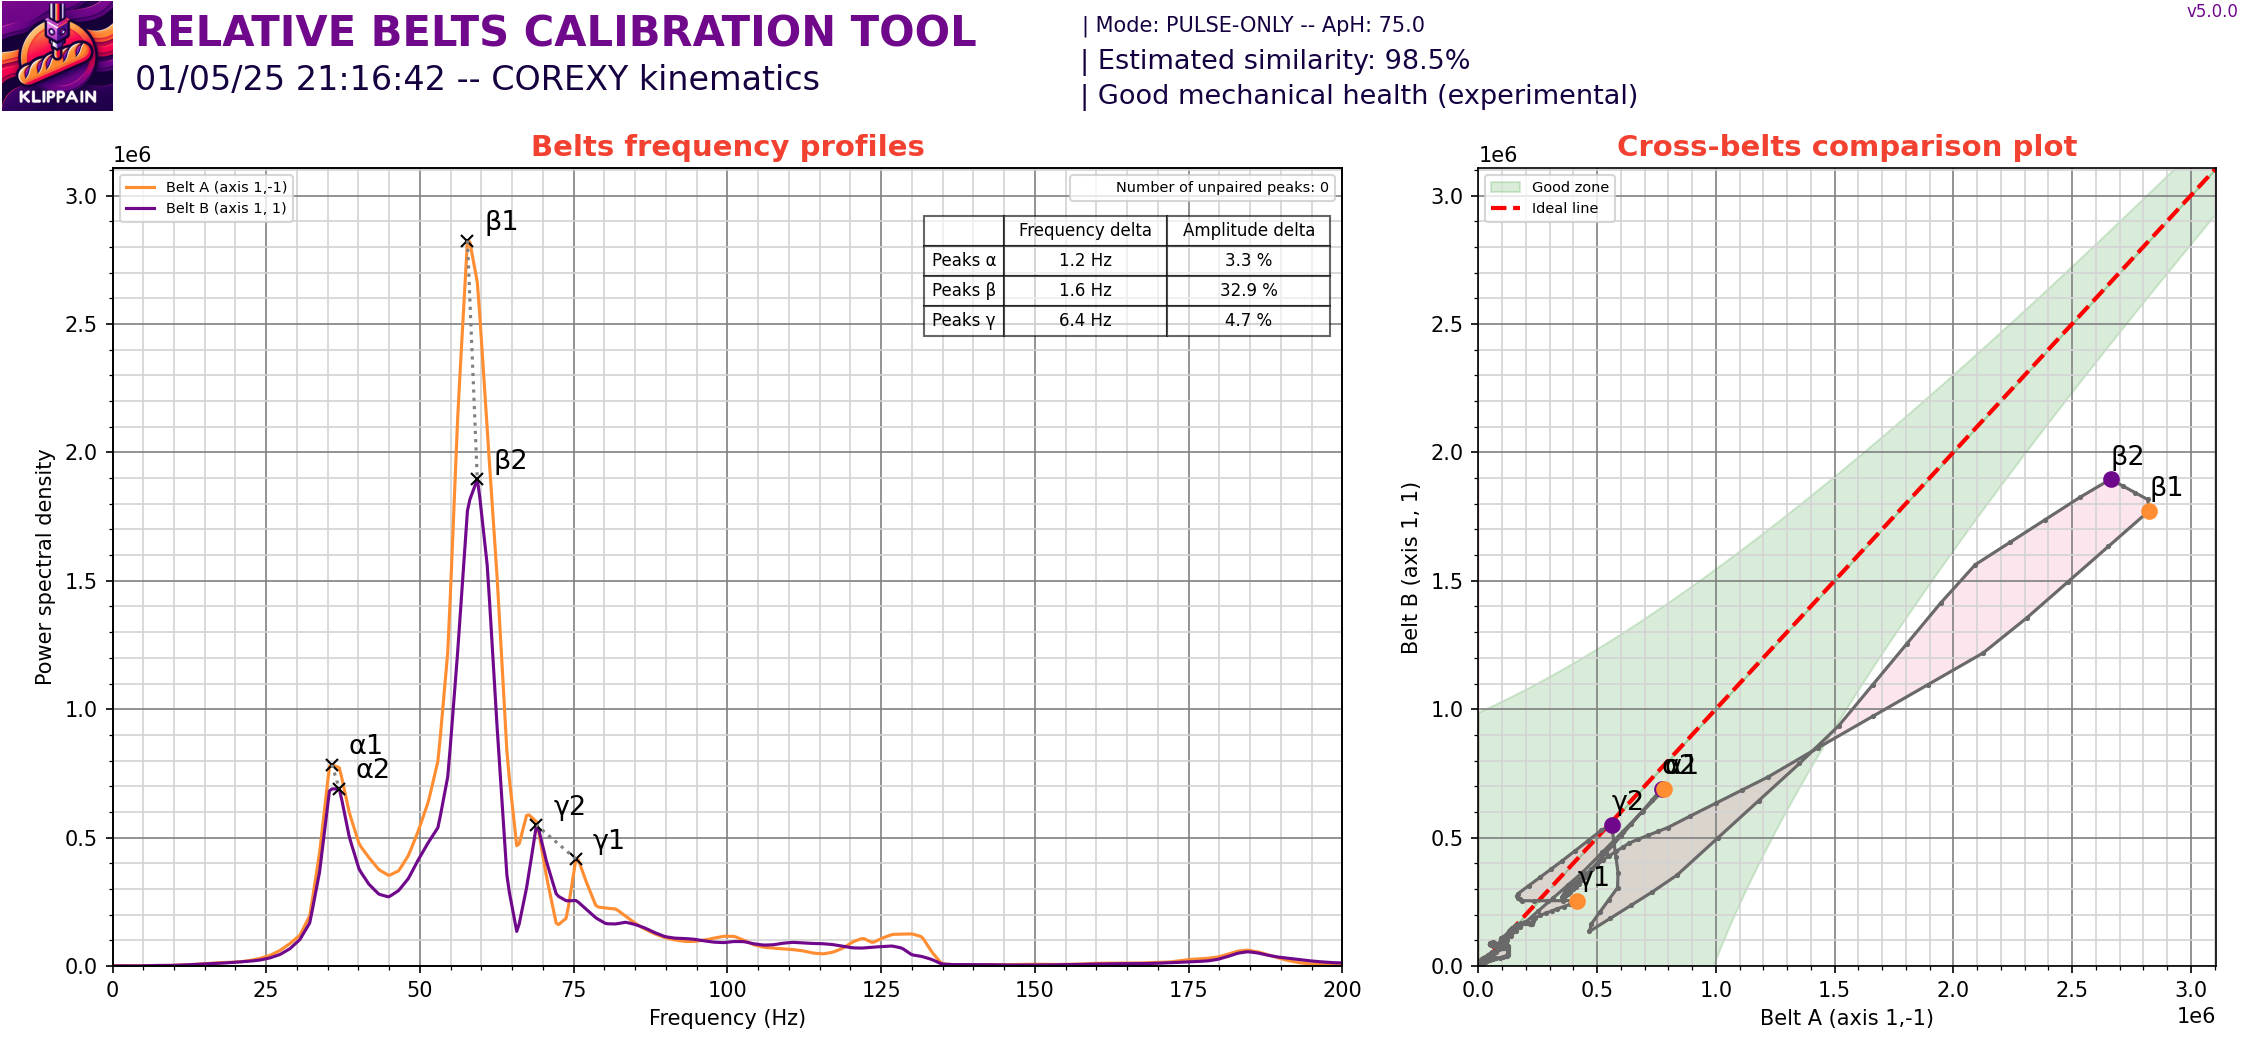 KLIPPAIN
RELATIVE BELTS CALIBRATION TOOL
01/05/25 21:16:42 -- COREXY kinematics
| Mode: PULSE-ONLY -- ApH: 75.0
| Estimated similarity: 98.5%
| Good mechanical health (experimental)
v5.0.0
Belts frequency profiles
1e6
Belt A (axis 1,-1)
Belt B (axis 1, 1)
Number of unpaired peaks: 0
Frequency delta Amplitude delta
Peaks α 1.2 Hz 3.3 %
Peaks β 1.6 Hz 32.9 %
Peaks γ 6.4 Hz 4.7 %
β1
β2
α1
α2
γ2
γ1
Power spectral density
3.0
2.5
2.0
1.5
1.0
0.5
0.0
0 25 50 75 100 125 150 175 200
Frequency (Hz)
Cross-belts comparison plot
1e6
Good zone
Ideal line
β2
β1
α2
α1
γ2
γ1
Belt B (axis 1, 1)
3.0
2.5
2.0
1.5
1.0
0.5
0.0
0.0 0.5 1.0 1.5 2.0 2.5 3.0
Belt A (axis 1,-1)
1e6